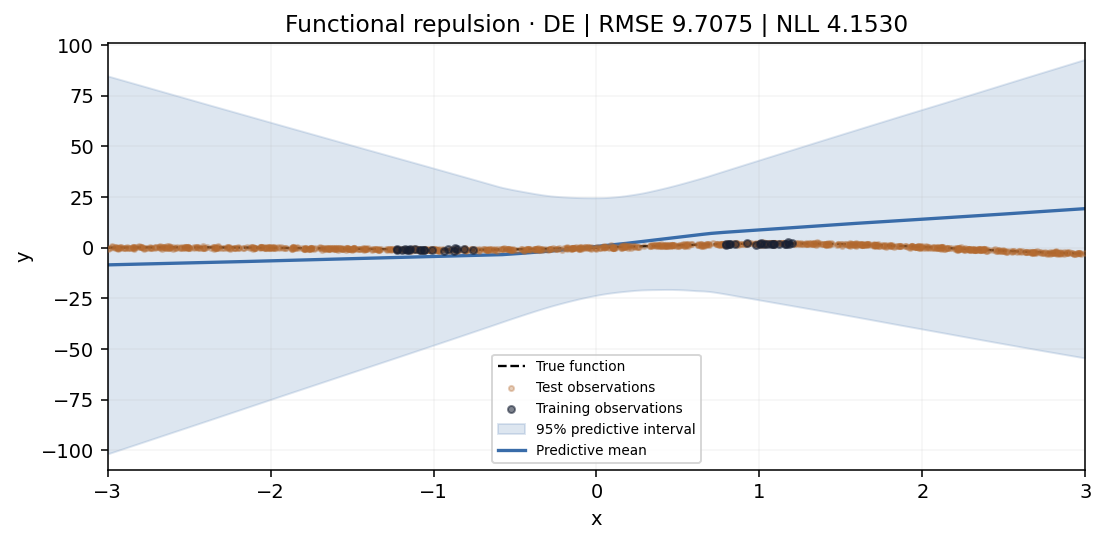 Functional repulsion · DE | RMSE 9.7075 | NLL 4.1530
100
75
50
25
0
−25
−50
−75
−100
y
True function
Test observations
Training observations
95% predictive interval
Predictive mean
−3
−2
−1
0
1
2
3
x